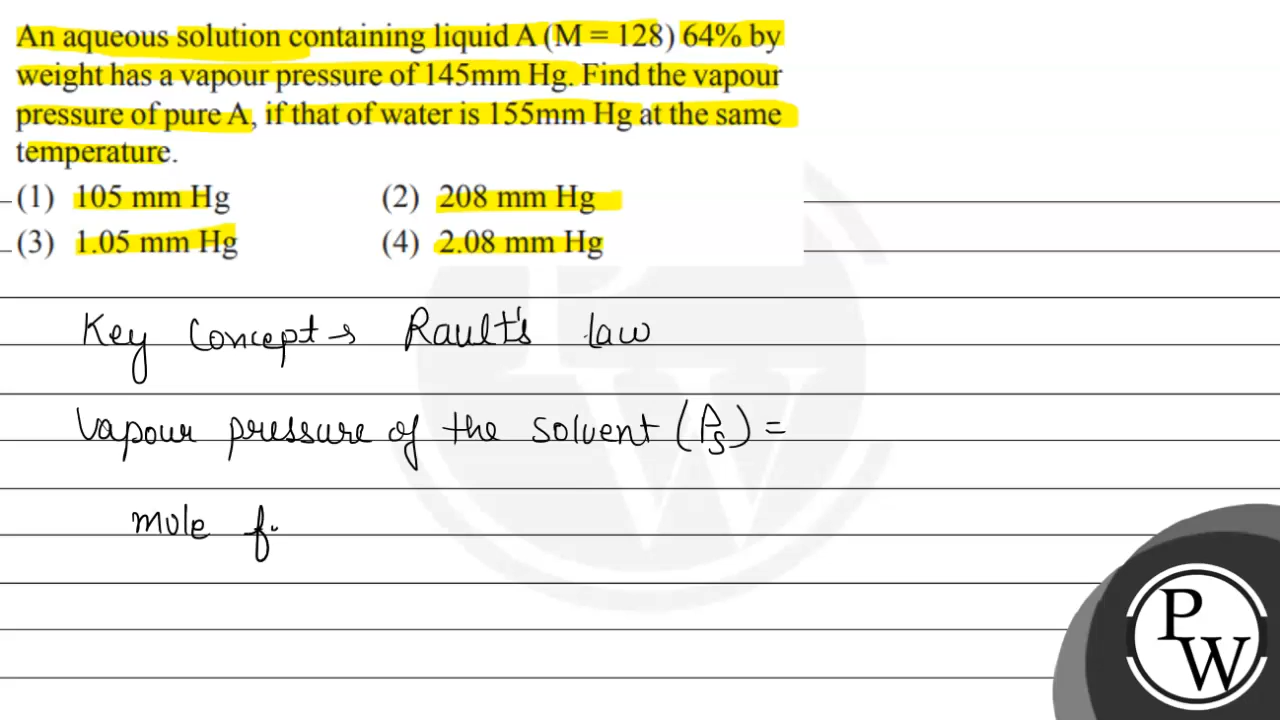 An aqueous solution containing liquid A (M = 128) 64% by
weight has a vapour pressure of 145mm Hg. Find the vapour
pressure of pure A, if that of water is 155mm Hg at the same
temperature.
(1) 105 mm Hg (2) 208 mm Hg
(3) 1.05 mm Hg (4) 2.08 mm Hg
Key Concept → Rault's law
Vapour pressure of the solvent (Ps) =
mole f
P
W